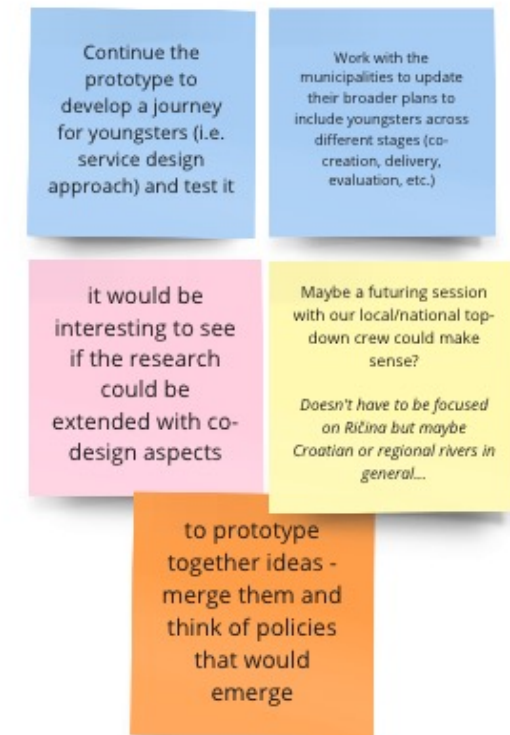 Continue the
prototype to
develop a journey
for youngsters (i.e.
service design
approach) and test it
Work with the
municipalities to update
their broader plans to
include youngsters across
different stages (co-
creation, delivery,
evaluation, etc.)
it would be
interesting to see
if the research
could be
extended with co-
design aspects
Maybe a futuring session
with our local/national top-
down crew could make
sense?
Doesn't have to be focused
on Ričina but maybe
Croatian or regional rivers in
general...
to prototype
together ideas -
merge them and
think of policies
that would
emerge